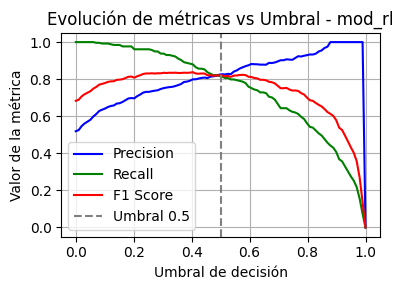 Evolución de métricas vs Umbral - mod_rl
Valor de la métrica
1.0
0.8
0.6
0.4
0.2
0.0
Precision
Recall
F1 Score
Umbral 0.5
0.0 0.2 0.4 0.6 0.8 1.0
Umbral de decisión